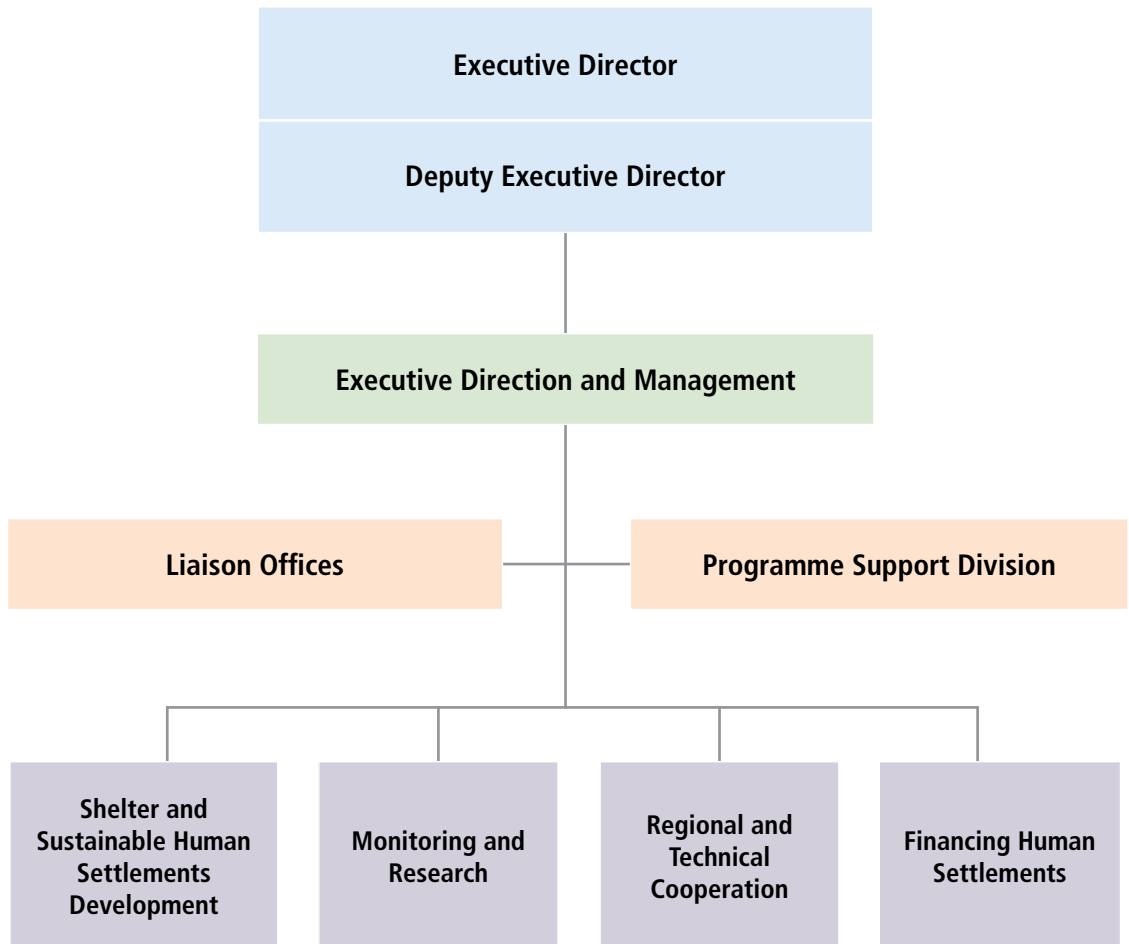 Executive Director
Deputy Executive Director
Executive Direction and Management
Liaison Offices
Programme Support Division
Shelter and
Sustainable Human
Settlements
Development
Monitoring and
Research
Regional and
Technical
Cooperation
Financing Human
Settlements